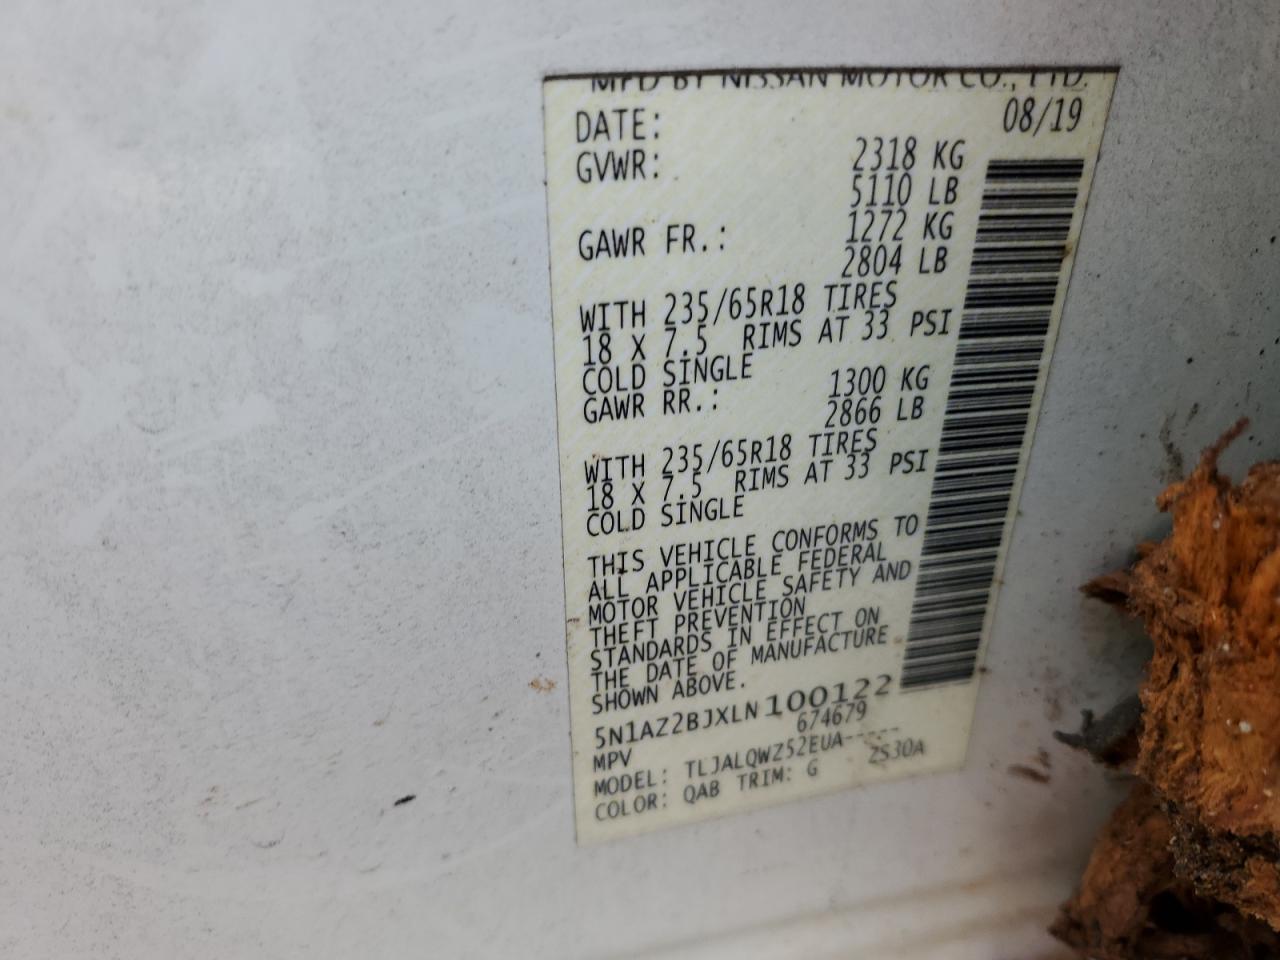 MFD BY NISSAN MOTOR CO., LTD.
DATE: 08/19
GVWR: 2318 KG
5110 LB
GAWR FR.: 1272 KG
2804 LB
WITH 235/65R18 TIRES
18 X 7.5 RIMS AT 33 PSI
COLD SINGLE
GAWR RR.: 1300 KG
2866 LB
WITH 235/65R18 TIRES
18 X 7.5 RIMS AT 33 PSI
COLD SINGLE
THIS VEHICLE CONFORMS TO
ALL APPLICABLE FEDERAL
MOTOR VEHICLE SAFETY AND
THEFT PREVENTION
STANDARDS IN EFFECT ON
THE DATE OF MANUFACTURE
SHOWN ABOVE.
5N1AZ2BJXLN100122
MPV 674679
MODEL: TLJALQWZ52EUA------
COLOR: QAB TRIM: G ZS30A